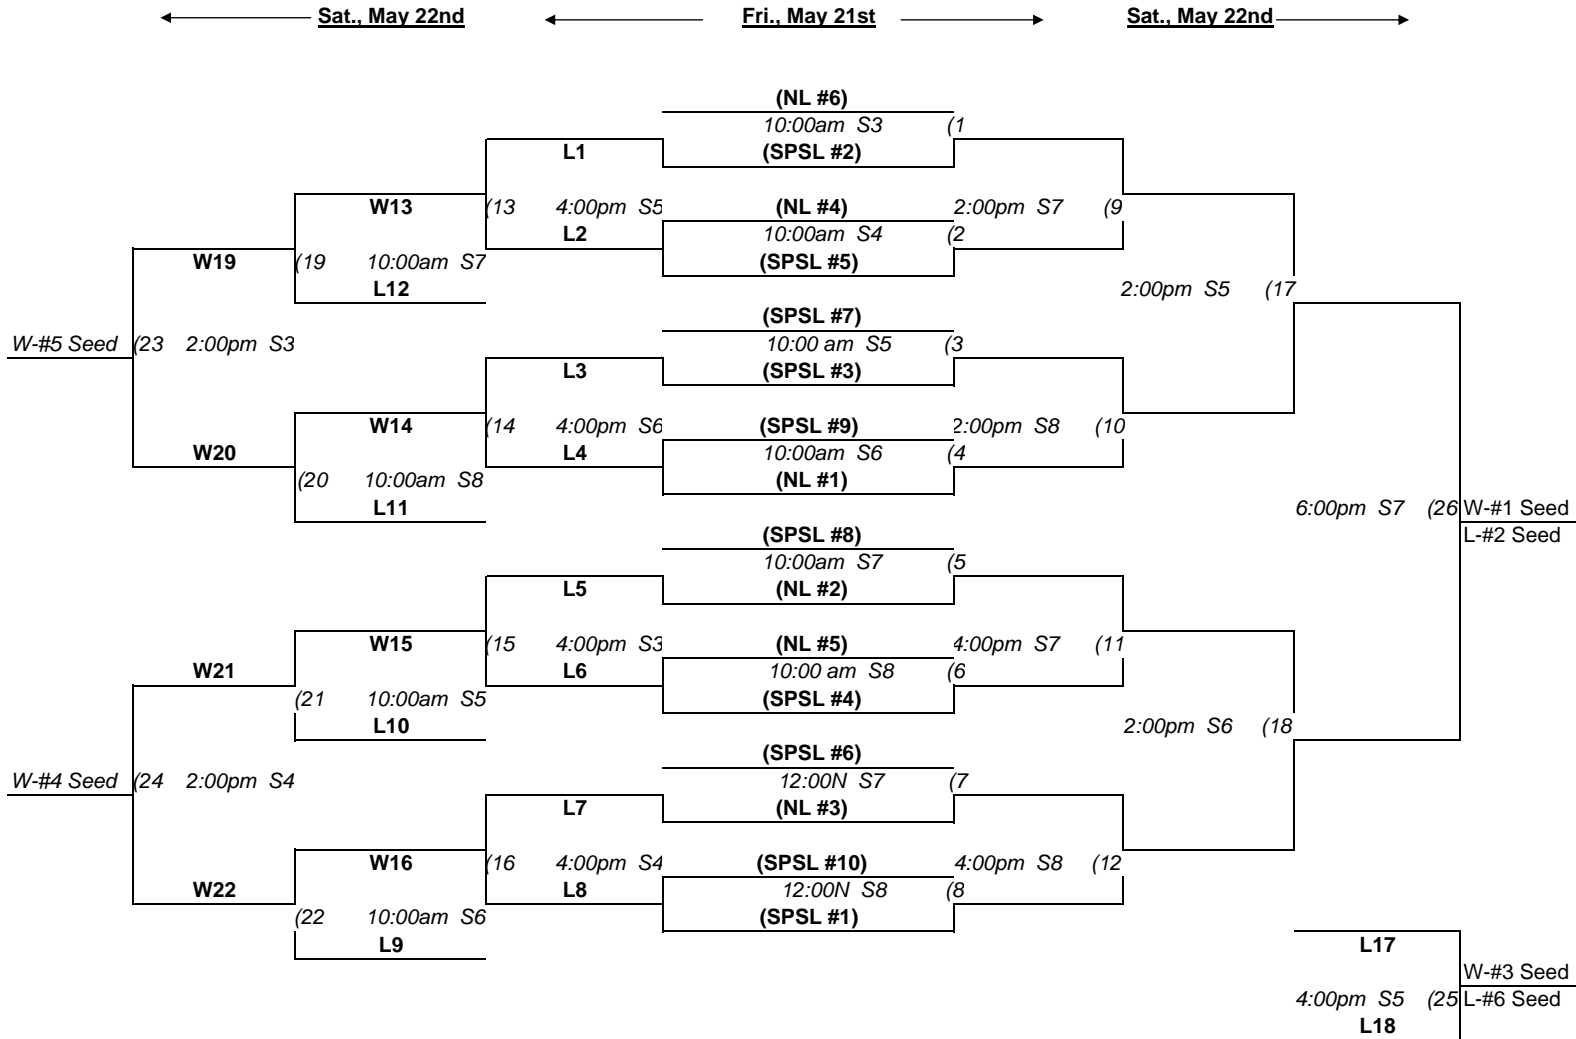 Sat., May 22nd Fri., May 21st Sat., May 22nd
(NL #6)
10:00am S3 (1
L1 (SPSL #2)
W13 (13 4:00pm S5 (NL #4) 2:00pm S7 (9
L2 10:00am S4 (2
W19 (19 10:00am S7 (SPSL #5)
L12 2:00pm S5 (17
(SPSL #7)
W-#5 Seed (23 2:00pm S3 10:00 am S5 (3
L3 (SPSL #3)
W14 (14 4:00pm S6 (SPSL #9) 2:00pm S8 (10
W20 L4 10:00am S6 (4
(20 10:00am S8 (NL #1)
L11 6:00pm S7 (26 W-#1 Seed
(SPSL #8) L-#2 Seed
10:00am S7 (5
L5 (NL #2)
W15 (15 4:00pm S3 (NL #5) 4:00pm S7 (11
W21 L6 10:00 am S8 (6
(21 10:00am S5 (SPSL #4)
L10 2:00pm S6 (18
(SPSL #6)
W-#4 Seed (24 2:00pm S4 12:00N S7 (7
L7 (NL #3)
W16 (16 4:00pm S4 (SPSL #10) 4:00pm S8 (12
W22 L8 12:00N S8 (8
(22 10:00am S6 (SPSL #1)
L9 L17
W-#3 Seed
4:00pm S5 (25 L-#6 Seed
L18